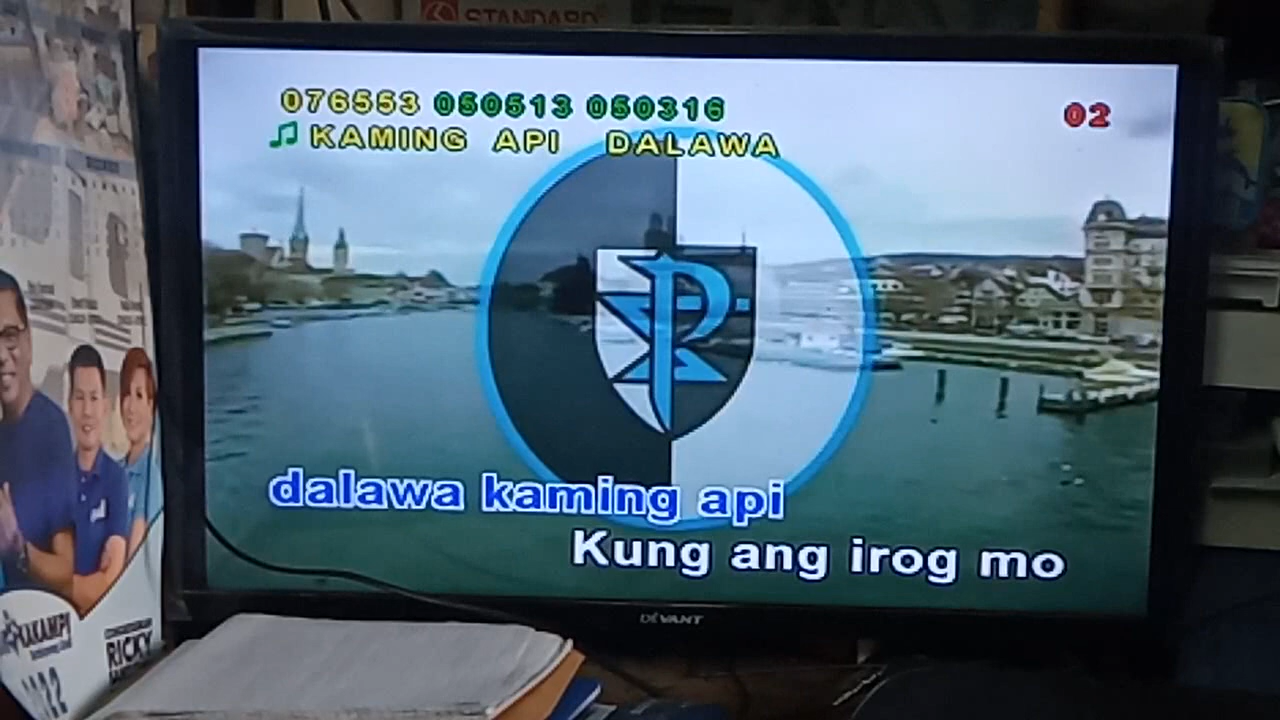 STANDARD
076553 050513 050316
02
♫ KAMING API DALAWA
P
dalawa kaming api
Kung ang irog mo
DEVANT
KAKAMPI
RICKY